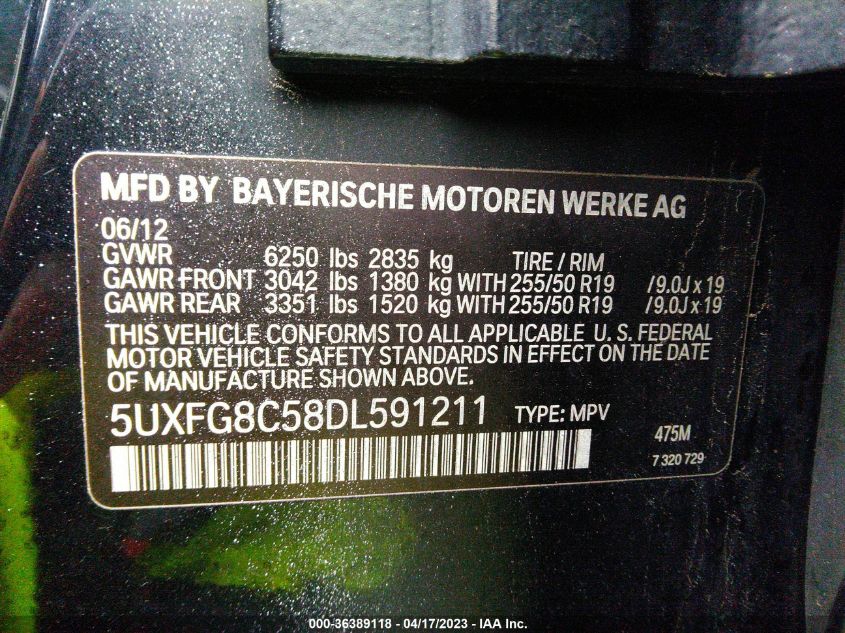 MFD BY BAYERISCHE MOTOREN WERKE AG
06/12
GVWR 6250 lbs 2835 kg TIRE / RIM
GAWR FRONT 3042 lbs 1380 kg WITH 255/50 R19 /9.0J x 19
GAWR REAR 3351 lbs 1520 kg WITH 255/50 R19 /9.0J x 19
THIS VEHICLE CONFORMS TO ALL APPLICABLE U.S. FEDERAL
MOTOR VEHICLE SAFETY STANDARDS IN EFFECT ON THE DATE
OF MANUFACTURE SHOWN ABOVE.
5UXFG8C58DL591211 TYPE: MPV
475M
7 320 729
000-36389118 - 04/17/2023 - IAA Inc.